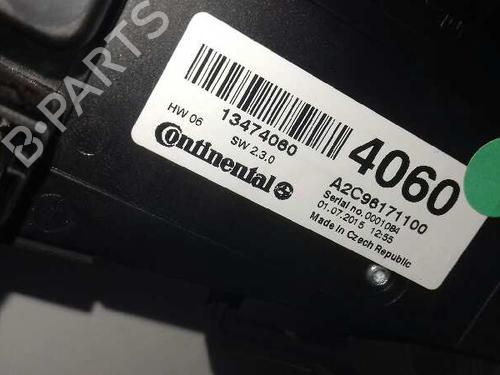 B-PARTS
HW 06
13474060
SW 2.3.0
4060
Continental
A2C96171100
Serial no. 0001084
01.07.2015 12:55
Made in Czech Republic